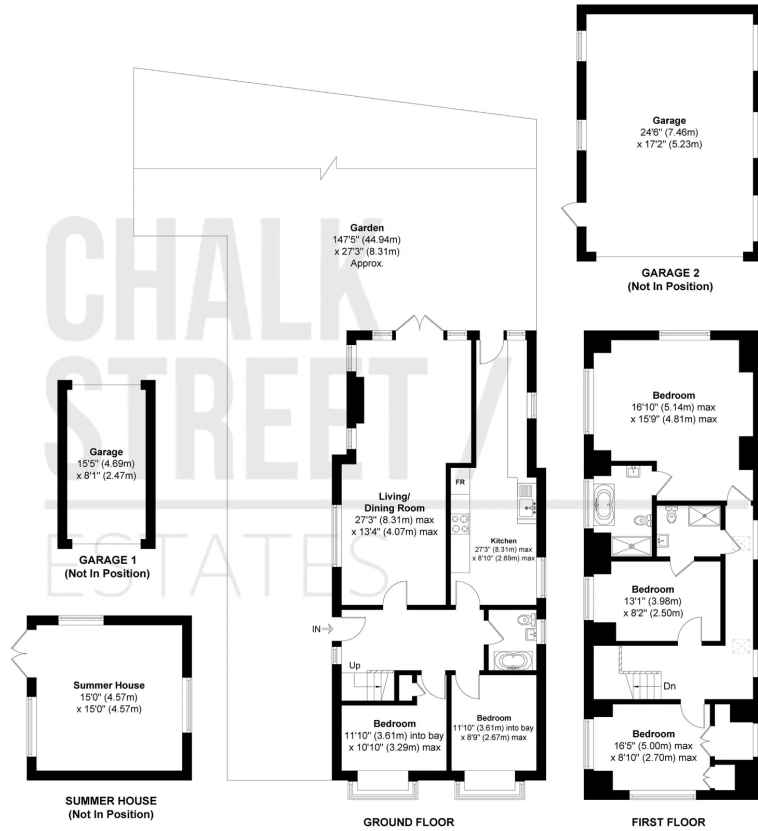 CHALK
STREET /
ESTATES
Garage
24'6" (7.46m)
x 17'2" (5.23m)
GARAGE 2
(Not In Position)
Garden
147'5" (44.94m)
x 27'3" (8.31m)
Approx.
Garage
15'5" (4.69m)
x 8'1" (2.47m)
GARAGE 1
(Not In Position)
Summer House
15'0" (4.57m)
x 15'0" (4.57m)
SUMMER HOUSE
(Not In Position)
Living/
Dining Room
27'3" (8.31m) max
x 13'4" (4.07m) max
FR
Kitchen
27'3" (8.31m) max
x 8'10" (2.69m) max
IN
Up
Bedroom
11'10" (3.61m) into bay
x 10'10" (3.29m) max
Bedroom
11'10" (3.61m) into bay
x 8'9" (2.67m) max
GROUND FLOOR
Bedroom
16'10" (5.14m) max
x 15'9" (4.81m) max
Bedroom
13'1" (3.98m)
x 8'2" (2.50m)
Dn
Bedroom
16'5" (5.00m) max
x 8'10" (2.70m) max
FIRST FLOOR